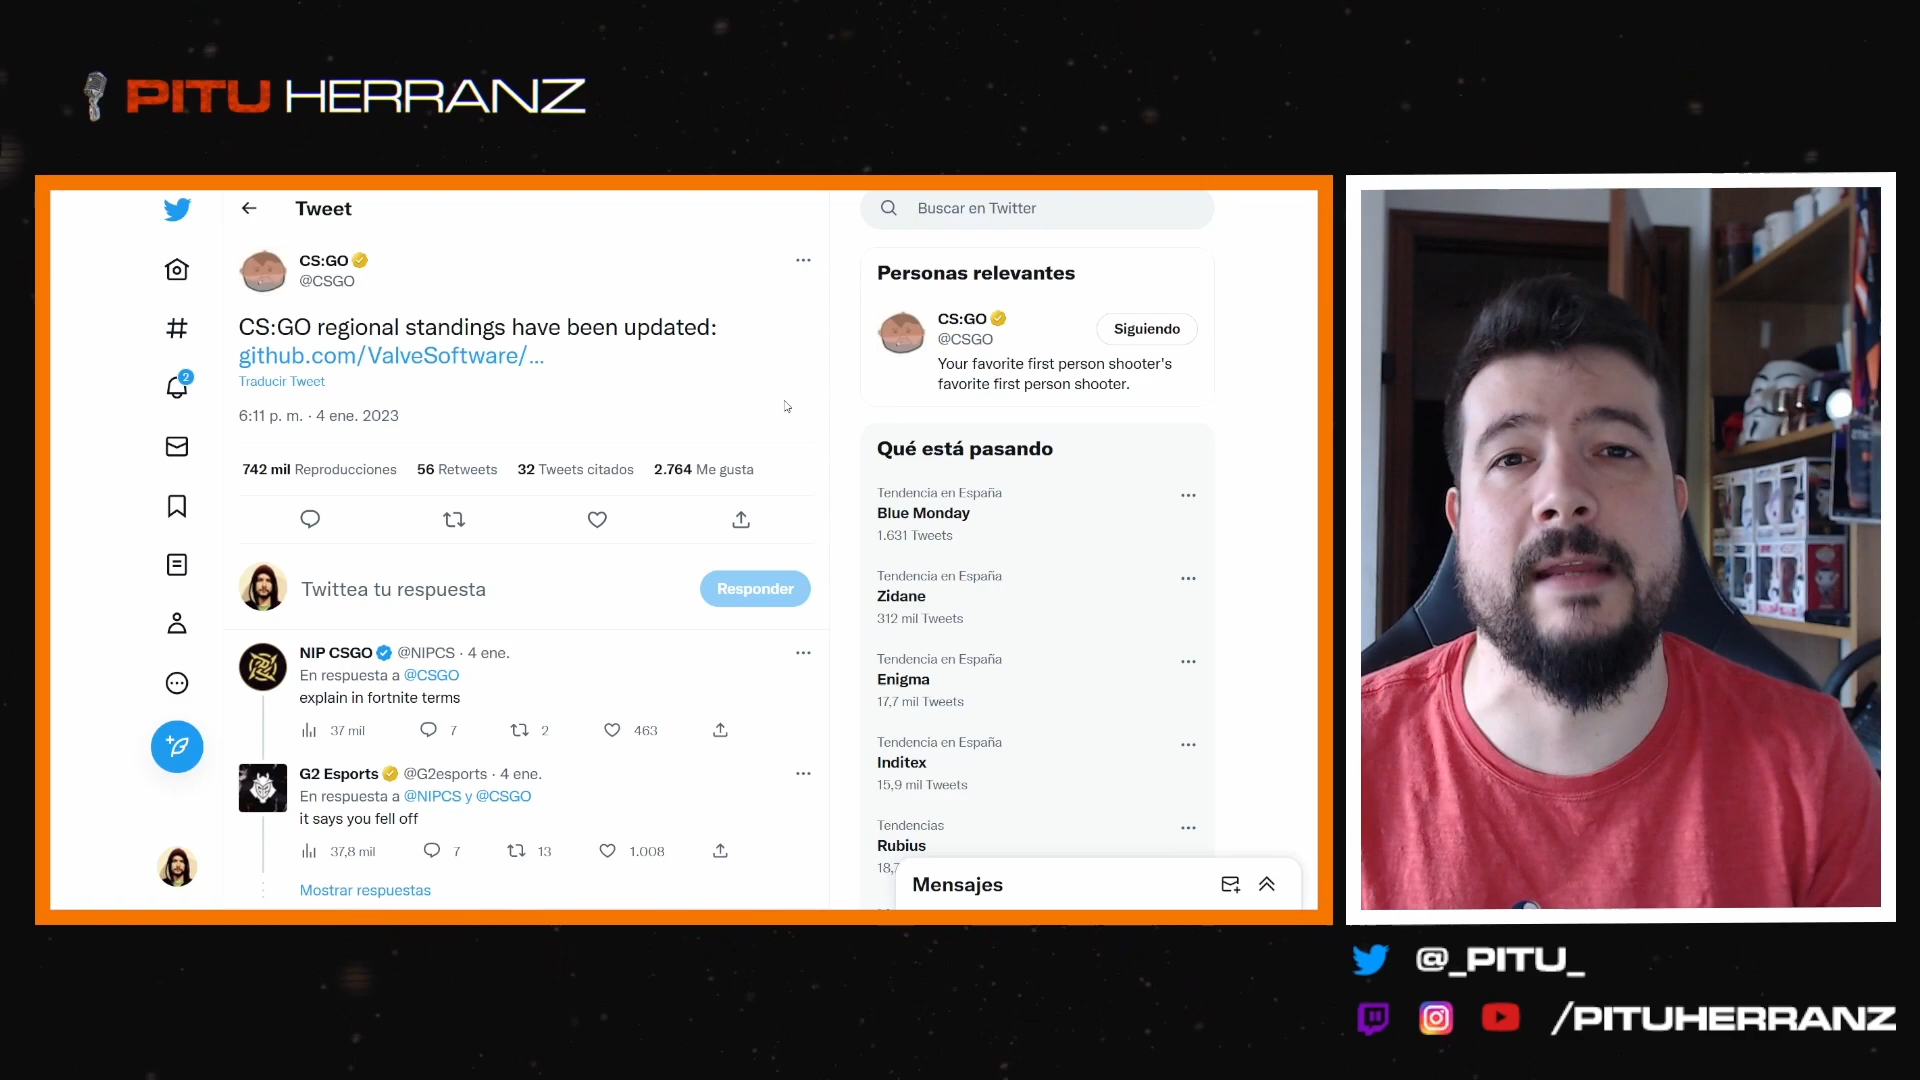 PITU HERRANZ
Tweet
CS:GO
@CSGO
CS:GO regional standings have been updated:
github.com/ValveSoftware/...
Traducir Tweet
6:11 p. m. · 4 ene. 2023
742 mil Reproducciones 56 Retweets 32 Tweets citados 2.764 Me gusta
Twittea tu respuesta
Responder
NIP CSGO @NIPCS · 4 ene.
En respuesta a @CSGO
explain in fortnite terms
37 mil 7 2 463
G2 Esports @G2esports · 4 ene.
En respuesta a @NIPCS y @CSGO
it says you fell off
37,8 mil 7 13 1.008
Mostrar respuestas
2
Buscar en Twitter
Personas relevantes
CS:GO
@CSGO
Siguiendo
Your favorite first person shooter's
favorite first person shooter.
Qué está pasando
Tendencia en España
Blue Monday
1.631 Tweets
Tendencia en España
Zidane
312 mil Tweets
Tendencia en España
Enigma
17,7 mil Tweets
Tendencia en España
Inditex
15,9 mil Tweets
Tendencias
Rubius
Mensajes
@_PITU_
/PITUHERRANZ